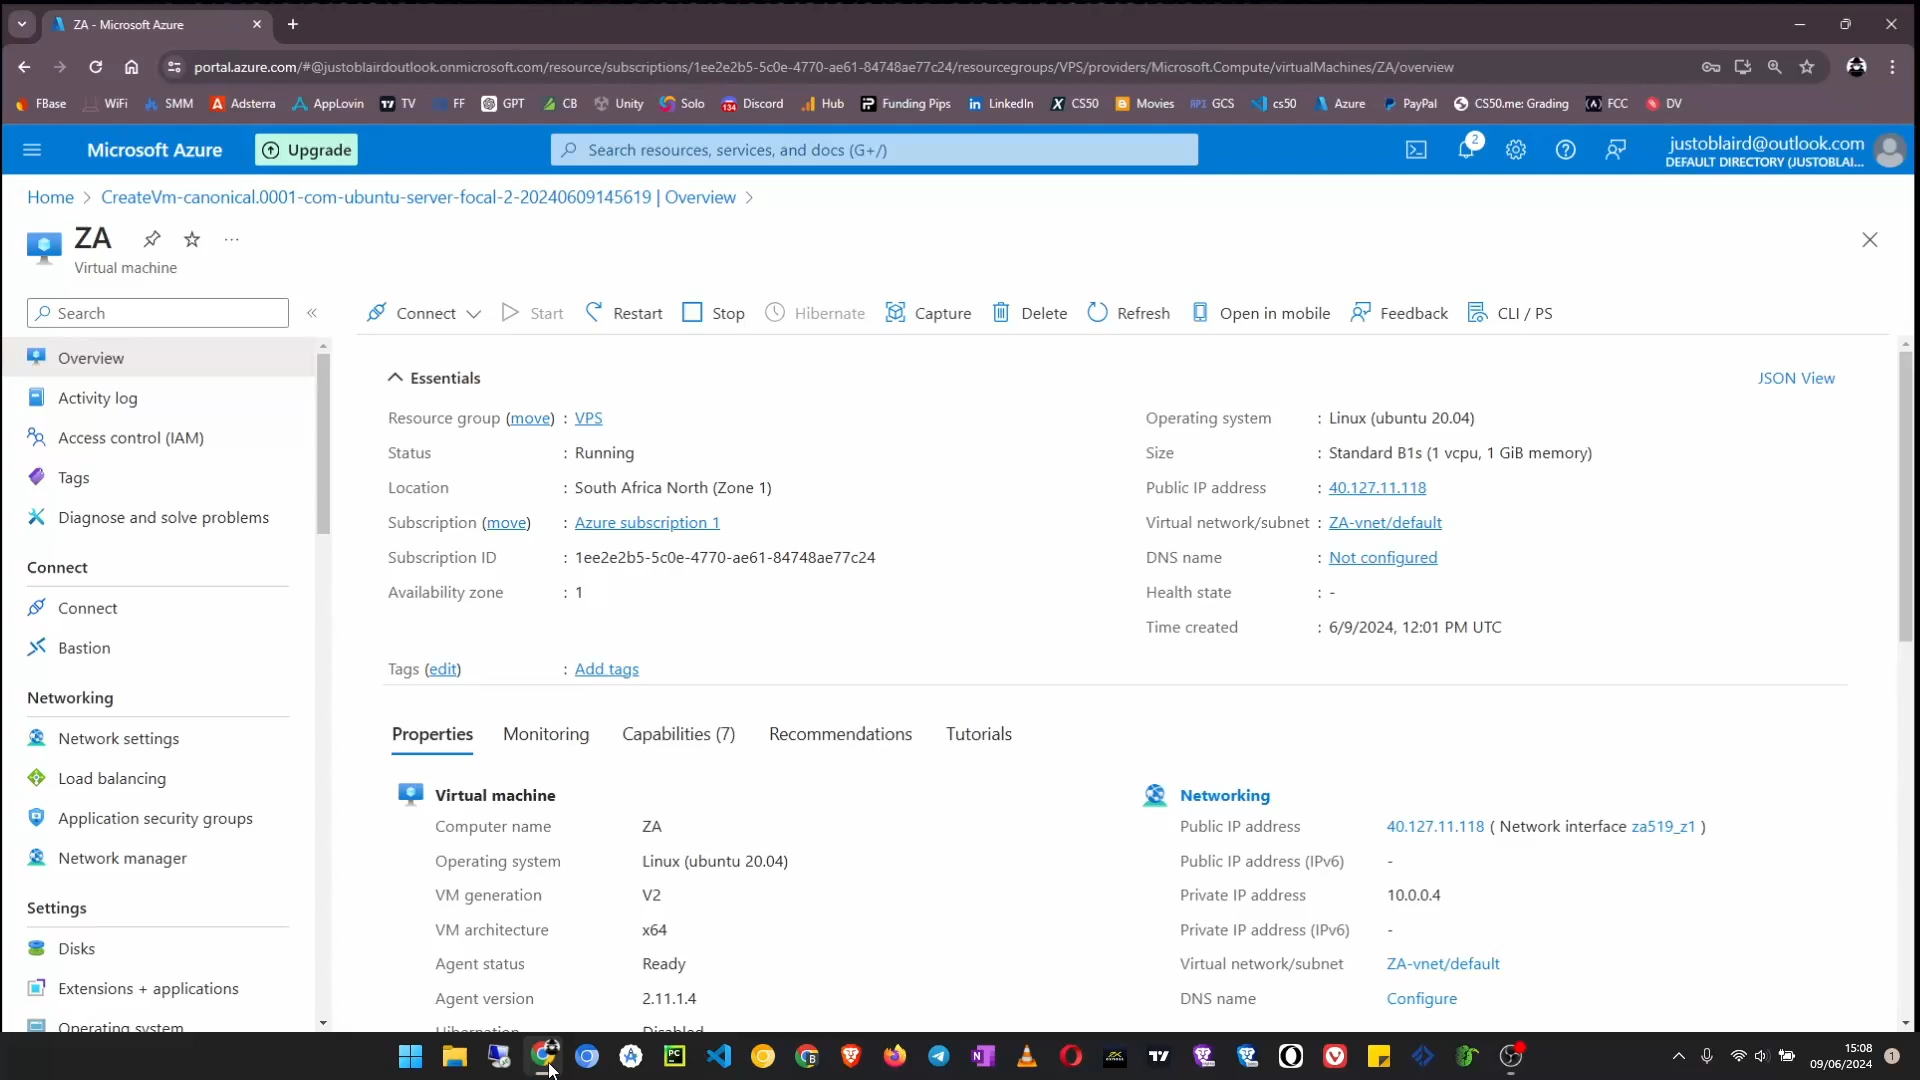 ZA - Microsoft Azure
portal.azure.com/#@justoblairdoutlook.onmicrosoft.com/resource/subscriptions/1ee2e2b5-5c0e-4770-ae61-84748ae77c24/resourcegroups/VPS/providers/Microsoft.Compute/virtualMachines/ZA/overview
FBase WiFi SMM Adsterra AppLovin TV FF GPT CB Unity Solo Discord Hub Funding Pips LinkedIn CS50 Movies GCS cs50 Azure PayPal CS50.me: Grading FCC DV
Microsoft Azure
Upgrade
Search resources, services, and docs (G+/)
2
justoblaird@outlook.com
DEFAULT DIRECTORY (JUSTOBLAI...
Home > CreateVm-canonical.0001-com-ubuntu-server-focal-2-20240609145619 | Overview >
ZA
Virtual machine
Search
Connect Start Restart Stop Hibernate Capture Delete Refresh Open in mobile Feedback CLI / PS
Overview
Activity log
Access control (IAM)
Tags
Diagnose and solve problems
Connect
Connect
Bastion
Networking
Network settings
Load balancing
Application security groups
Network manager
Settings
Disks
Extensions + applications
Operating system
Essentials
JSON View
Resource group (move) : VPS
Status : Running
Location : South Africa North (Zone 1)
Subscription (move) : Azure subscription 1
Subscription ID : 1ee2e2b5-5c0e-4770-ae61-84748ae77c24
Availability zone : 1
Operating system : Linux (ubuntu 20.04)
Size : Standard B1s (1 vcpu, 1 GiB memory)
Public IP address : 40.127.11.118
Virtual network/subnet : ZA-vnet/default
DNS name : Not configured
Health state : -
Time created : 6/9/2024, 12:01 PM UTC
Tags (edit) : Add tags
Properties Monitoring Capabilities (7) Recommendations Tutorials
Virtual machine
Computer name ZA
Operating system Linux (ubuntu 20.04)
VM generation V2
VM architecture x64
Agent status Ready
Agent version 2.11.1.4
Hibernation Disabled
Networking
Public IP address 40.127.11.118 ( Network interface za519_z1 )
Public IP address (IPv6) -
Private IP address 10.0.0.4
Private IP address (IPv6) -
Virtual network/subnet ZA-vnet/default
DNS name Configure
15:08
09/06/2024
1